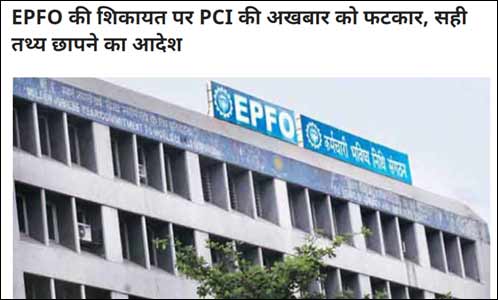 EPFO की शिकायत पर PCI की अखबार को फटकार, सही
तथ्य छापने का आदेश
EPFO
कर्मचारी भविष्य निधि संगठन